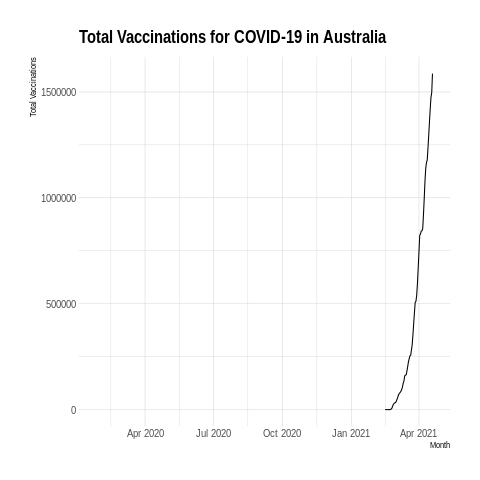 Total Vaccinations for COVID-19 in Australia
Total Vaccinations
1500000
1000000
500000
0
Apr 2020 Jul 2020 Oct 2020 Jan 2021 Apr 2021
Month